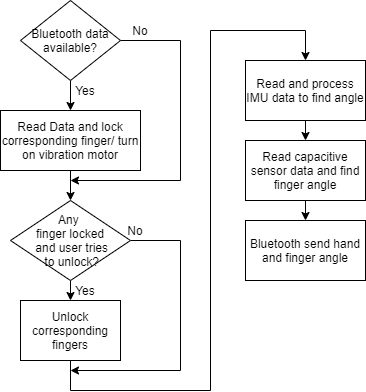 Bluetooth data
available?
No
Yes
Read Data and lock
corresponding finger/ turn
on vibration motor
Any
finger locked
and user tries
to unlock?
No
Yes
Unlock
corresponding
fingers
Read and process
IMU data to find angle
Read capacitive
sensor data and find
finger angle
Bluetooth send hand
and finger angle